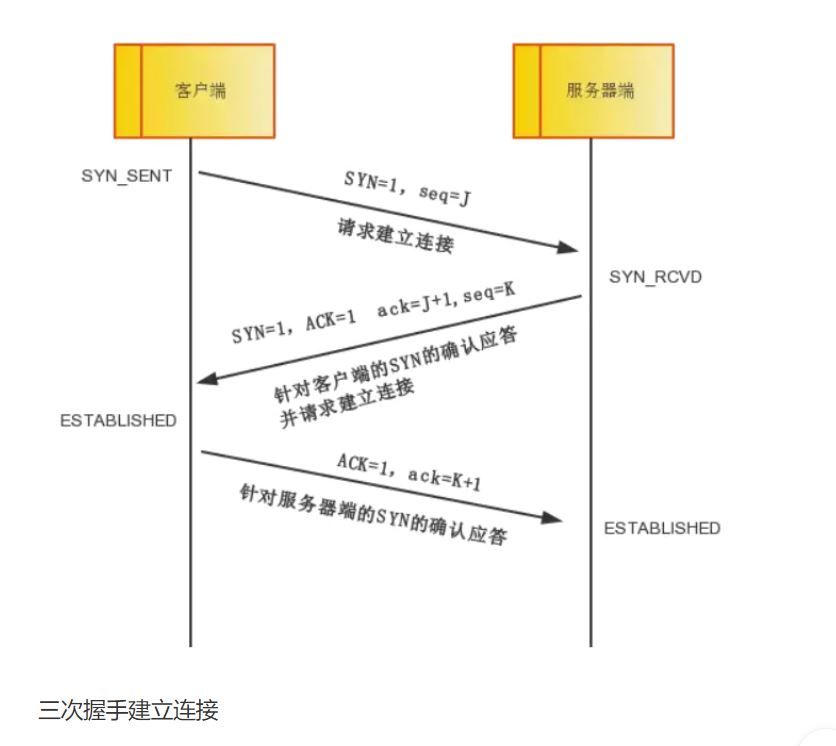 客户端
服务器端
SYN_SENT
SYN=1, seq=J
请求建立连接
SYN_RCVD
SYN=1, ACK=1 ack=J+1,seq=K
针对客户端的SYN的确认应答
并请求建立连接
ESTABLISHED
ACK=1, ack=K+1
针对服务器端的SYN的确认应答
ESTABLISHED
三次握手建立连接